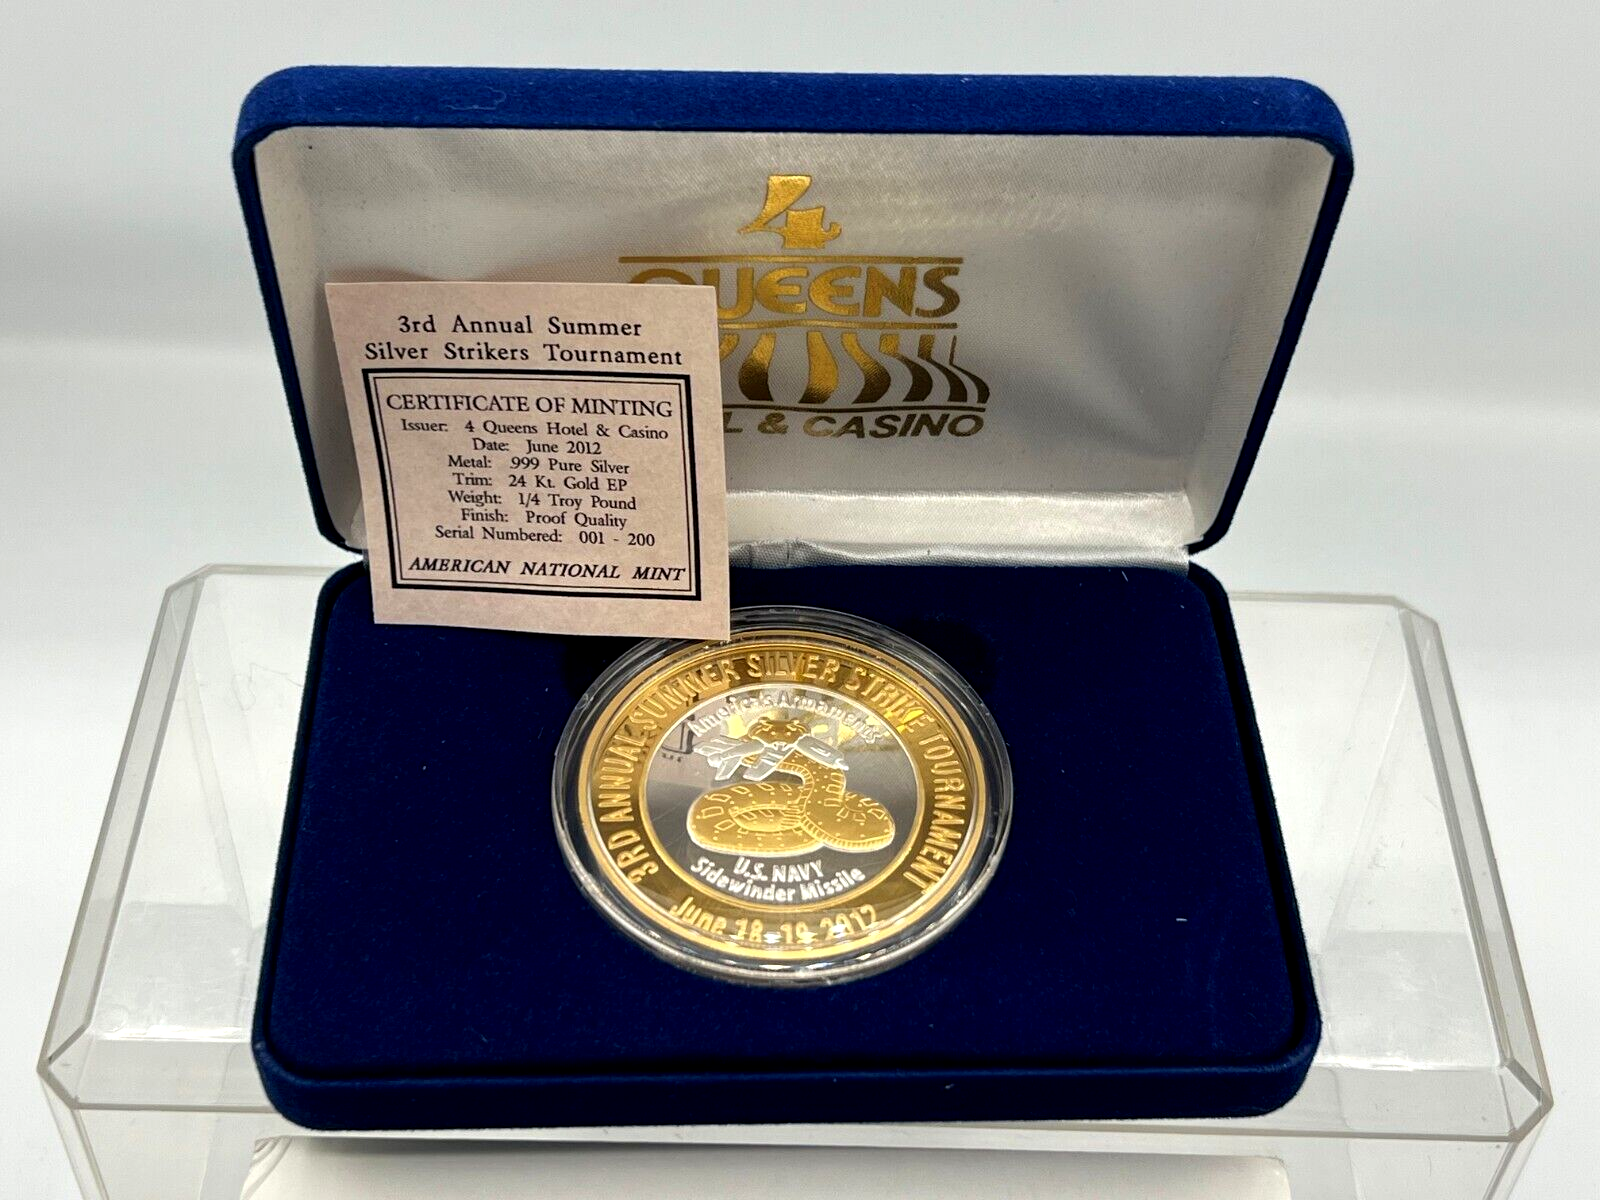 4
QUEENS
L & CASINO
3rd Annual Summer
Silver Strikers Tournament
CERTIFICATE OF MINTING
Issuer: 4 Queens Hotel & Casino
Date: June 2012
Metal: .999 Pure Silver
Trim: 24 Kt. Gold EP
Weight: 1/4 Troy Pound
Finish: Proof Quality
Serial Numbered: 001 - 200
AMERICAN NATIONAL MINT
3RD ANNUAL SUMMER SILVER STRIKE TOURNAMENT
America's Armaments
U.S. NAVY
Sidewinder Missile
June 18-19, 2012